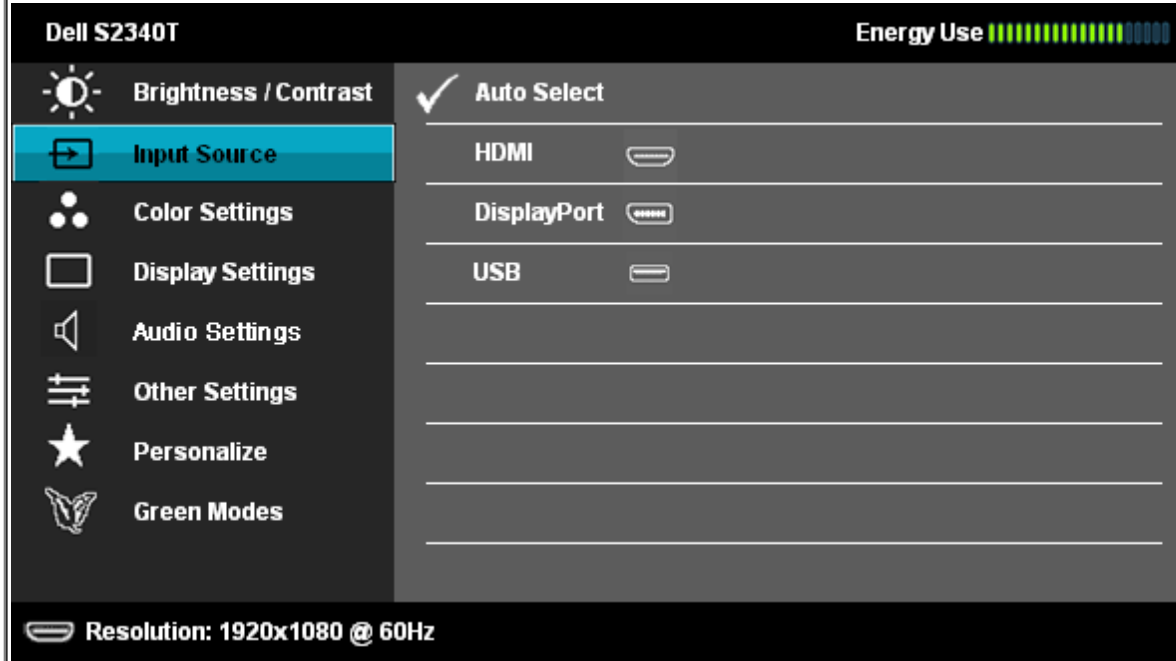 Dell S2340T
Energy Use
Brightness / Contrast
Input Source
Color Settings
Display Settings
Audio Settings
Other Settings
Personalize
Green Modes
Auto Select
HDMI
DisplayPort
USB
Resolution: 1920x1080 @ 60Hz